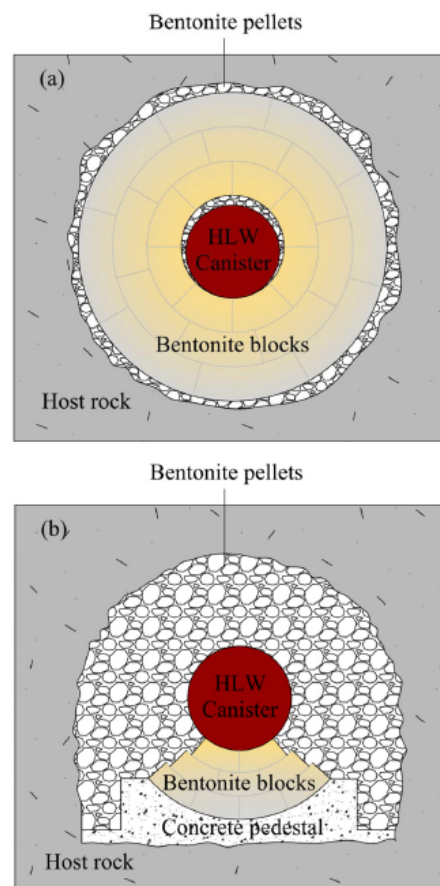 Bentonite pellets
(a)
HLW
Canister
Bentonite blocks
Host rock
Bentonite pellets
(b)
HLW
Canister
Bentonite blocks
Concrete pedestal
Host rock